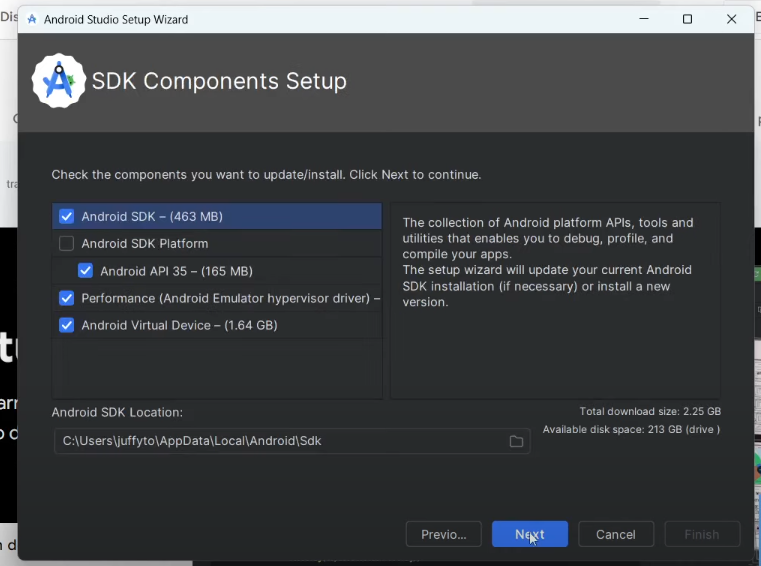 Android Studio Setup Wizard
SDK Components Setup
Check the components you want to update/install. Click Next to continue.
Android SDK – (463 MB)
Android SDK Platform
Android API 35 – (165 MB)
Performance (Android Emulator hypervisor driver) –
Android Virtual Device – (1.64 GB)
The collection of Android platform APIs, tools and
utilities that enables you to debug, profile, and
compile your apps.
The setup wizard will update your current Android
SDK installation (if necessary) or install a new
version.
Android SDK Location:
C:\Users\juffyto\AppData\Local\Android\Sdk
Total download size: 2.25 GB
Available disk space: 213 GB (drive )
Previo...
Next
Cancel
Finish